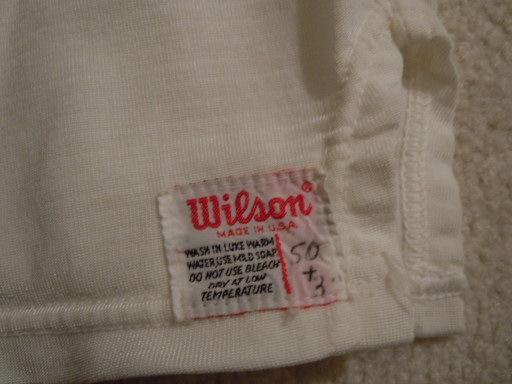 Wilson®
MADE IN U.S.A.
WASH IN LUKE WARM
WATER, USE MILD SOAP
DO NOT USE BLEACH
DRY AT LOW
TEMPERATURE
50
+
3"